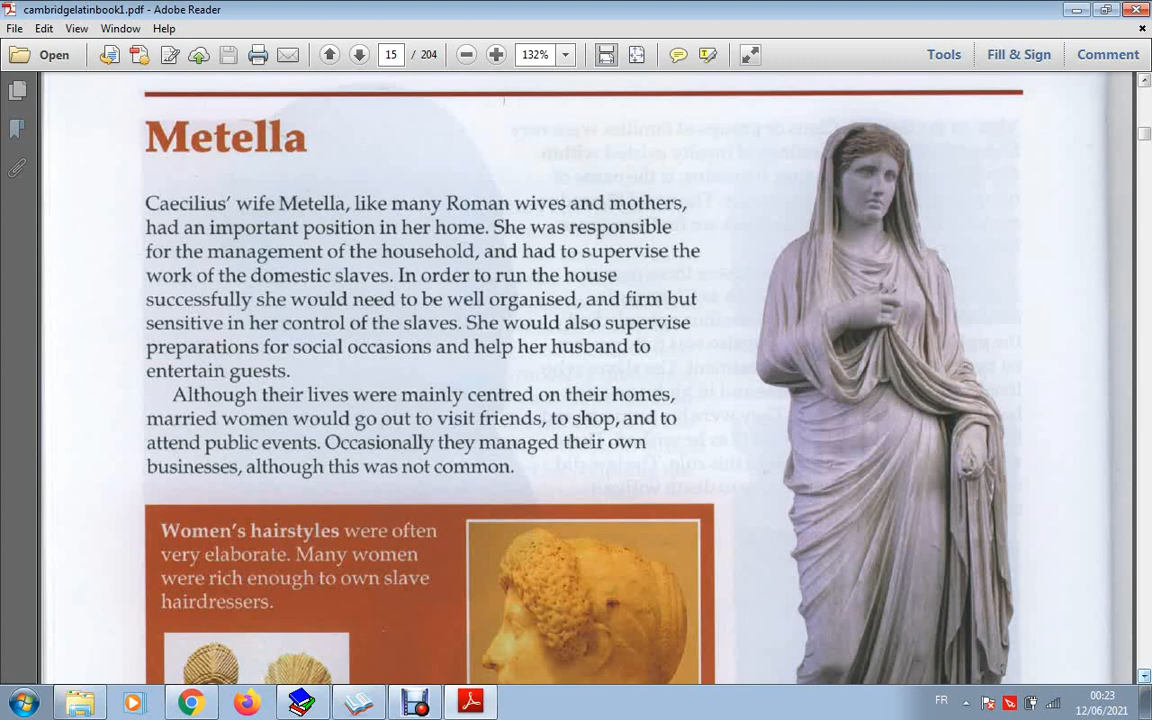 cambridgelatinbook1.pdf - Adobe Reader
File Edit View Window Help
Open 15 / 204 132% Tools Fill & Sign Comment
Metella
Caecilius' wife Metella, like many Roman wives and mothers,
had an important position in her home. She was responsible
for the management of the household, and had to supervise the
work of the domestic slaves. In order to run the house
successfully she would need to be well organised, and firm but
sensitive in her control of the slaves. She would also supervise
preparations for social occasions and help her husband to
entertain guests.
Although their lives were mainly centred on their homes,
married women would go out to visit friends, to shop, and to
attend public events. Occasionally they managed their own
businesses, although this was not common.
Women's hairstyles were often
very elaborate. Many women
were rich enough to own slave
hairdressers.
FR
00:23
12/06/2021